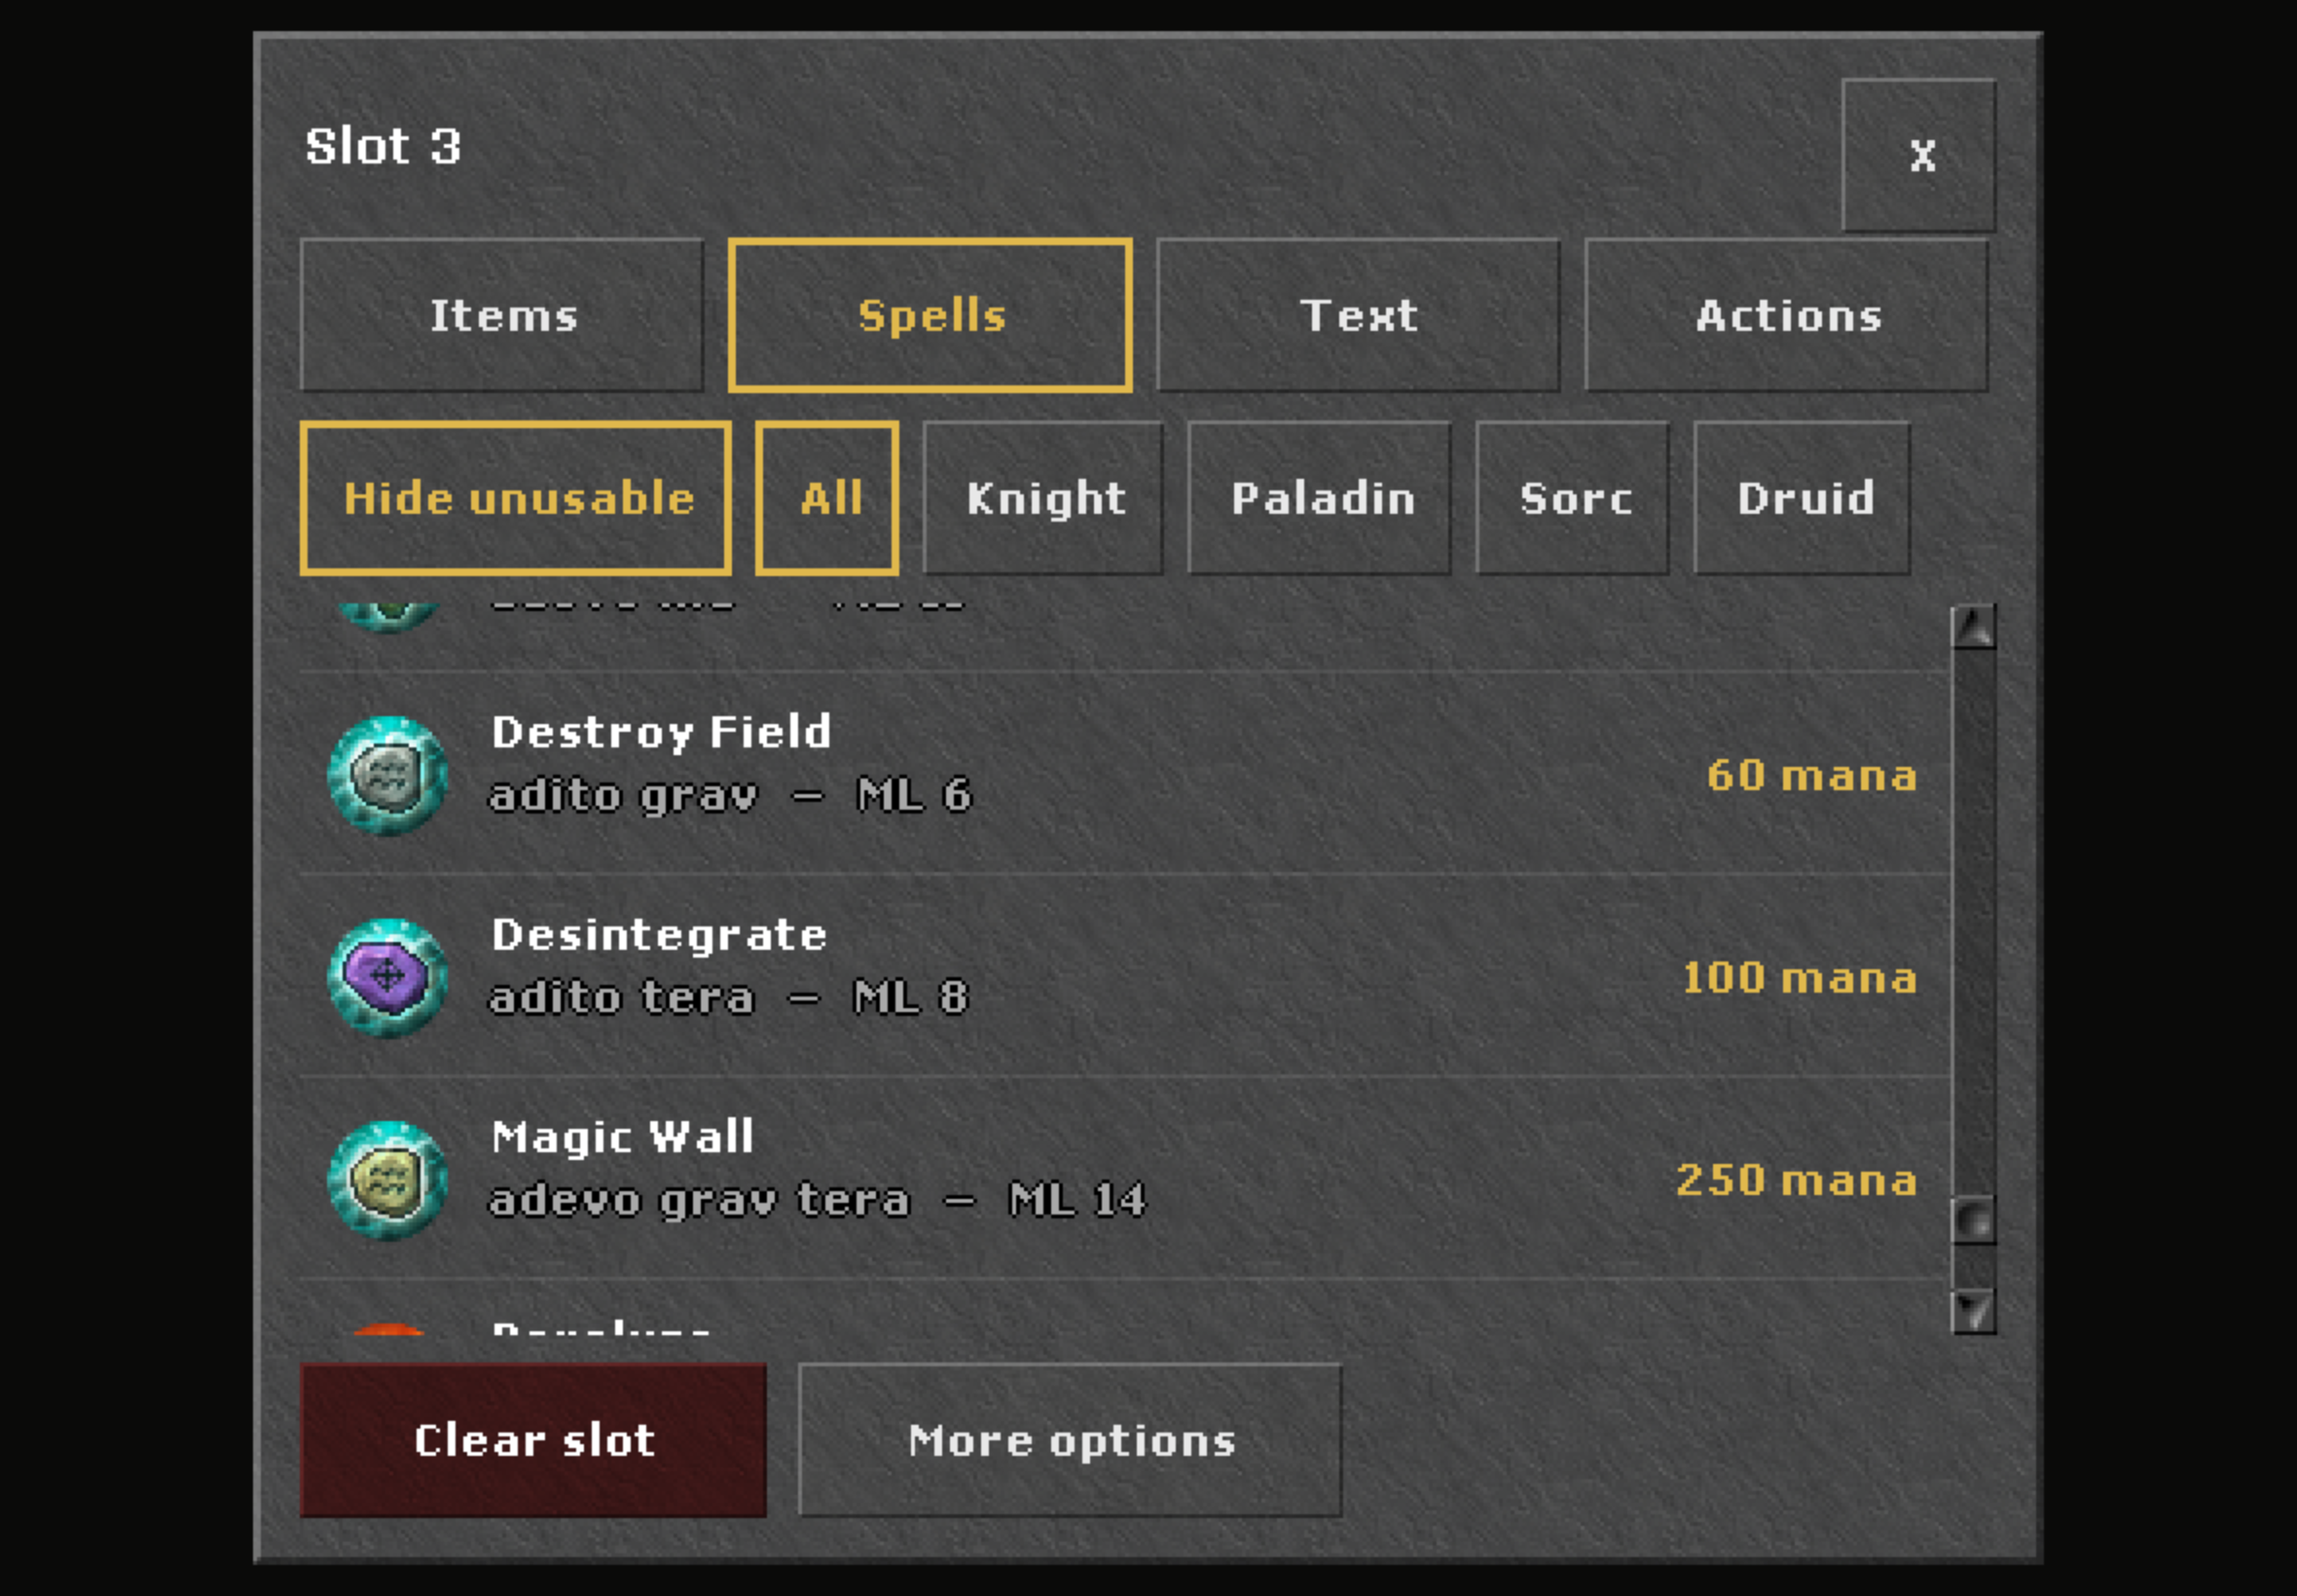 Slot 3
X
Items
Spells
Text
Actions
Hide unusable
All
Knight
Paladin
Sorc
Druid
Destroy Field
adito grav – ML 6
60 mana
Desintegrate
adito tera – ML 8
100 mana
Magic Wall
adevo grav tera – ML 14
250 mana
Clear slot
More options